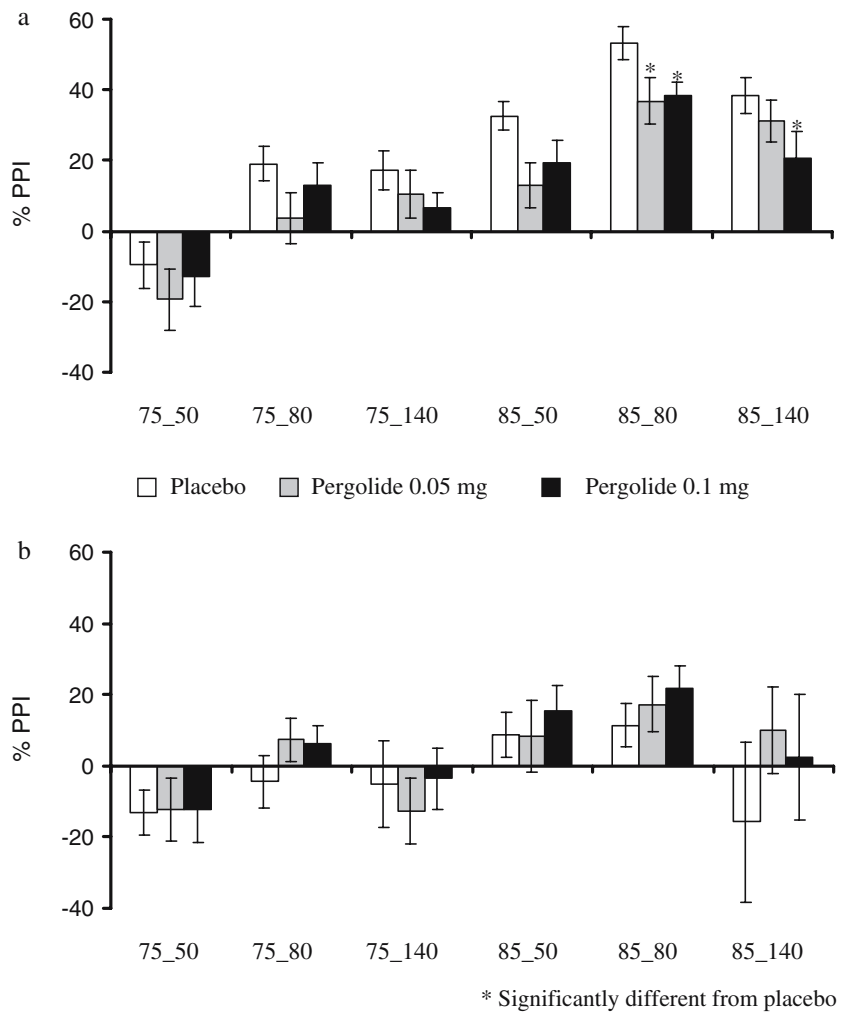 a
60
40
20
0
-20
-40
% PPI
* *
*
75_50 75_80 75_140 85_50 85_80 85_140
Placebo Pergolide 0.05 mg Pergolide 0.1 mg
b
60
40
20
0
-20
-40
% PPI
75_50 75_80 75_140 85_50 85_80 85_140
* Significantly different from placebo